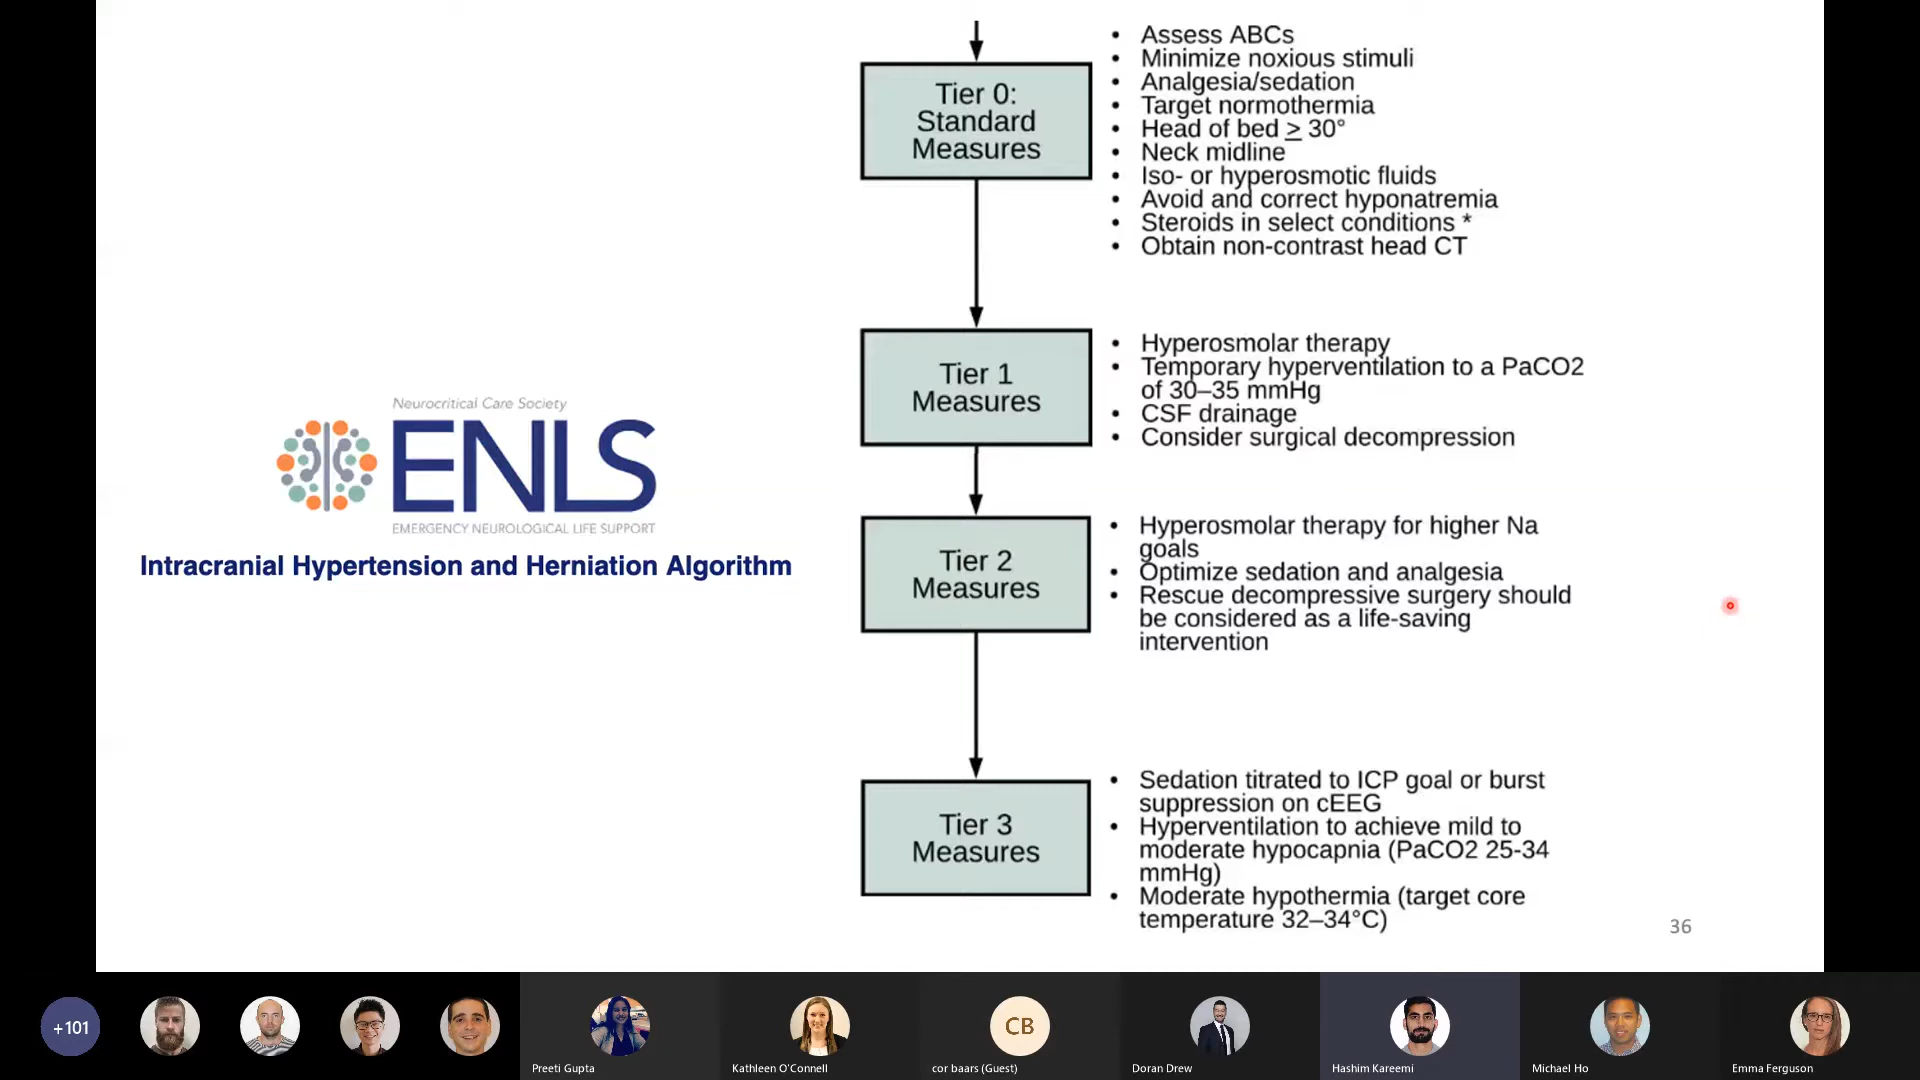 • Assess ABCs
• Minimize noxious stimuli
• Analgesia/sedation
• Target normothermia
• Head of bed ≥ 30°
• Neck midline
• Iso- or hyperosmotic fluids
• Avoid and correct hyponatremia
• Steroids in select conditions *
• Obtain non-contrast head CT
Tier 0:
Standard
Measures
Tier 1
Measures
• Hyperosmolar therapy
• Temporary hyperventilation to a PaCO2
of 30–35 mmHg
• CSF drainage
• Consider surgical decompression
Neurocritical Care Society
ENLS
EMERGENCY NEUROLOGICAL LIFE SUPPORT
Intracranial Hypertension and Herniation Algorithm
Tier 2
Measures
• Hyperosmolar therapy for higher Na
goals
• Optimize sedation and analgesia
• Rescue decompressive surgery should
be considered as a life-saving
intervention
Tier 3
Measures
• Sedation titrated to ICP goal or burst
suppression on cEEG
• Hyperventilation to achieve mild to
moderate hypocapnia (PaCO2 25-34
mmHg)
• Moderate hypothermia (target core
temperature 32–34°C)
36
+101
CB
Preeti Gupta
Kathleen O'Connell
cor baars (Guest)
Doran Drew
Hashim Kareemi
Michael Ho
Emma Ferguson